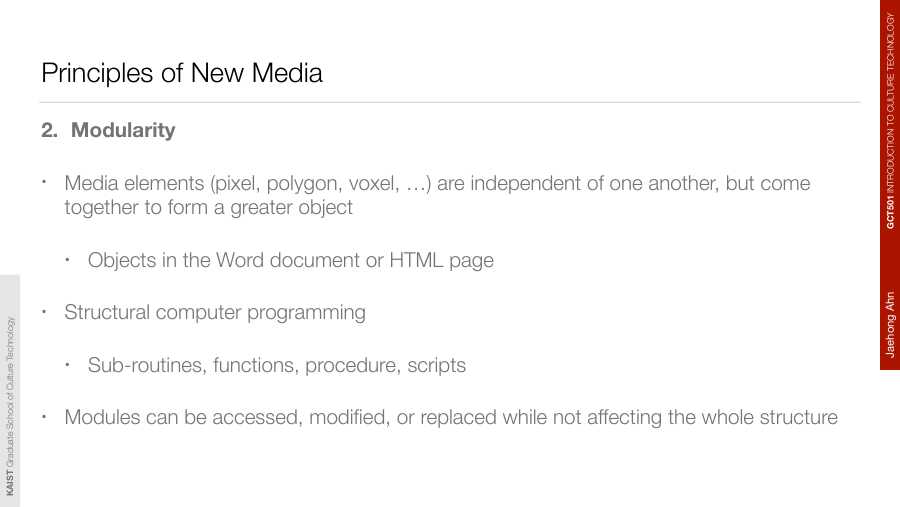 Principles of New Media
2. Modularity
• Media elements (pixel, polygon, voxel, …) are independent of one another, but come
together to form a greater object
• Objects in the Word document or HTML page
• Structural computer programming
• Sub-routines, functions, procedure, scripts
• Modules can be accessed, modified, or replaced while not affecting the whole structure
KAIST Graduate School of Culture Technology
GCT501 INTRODUCTION TO CULTURE TECHNOLOGY
Jaehong Ahn